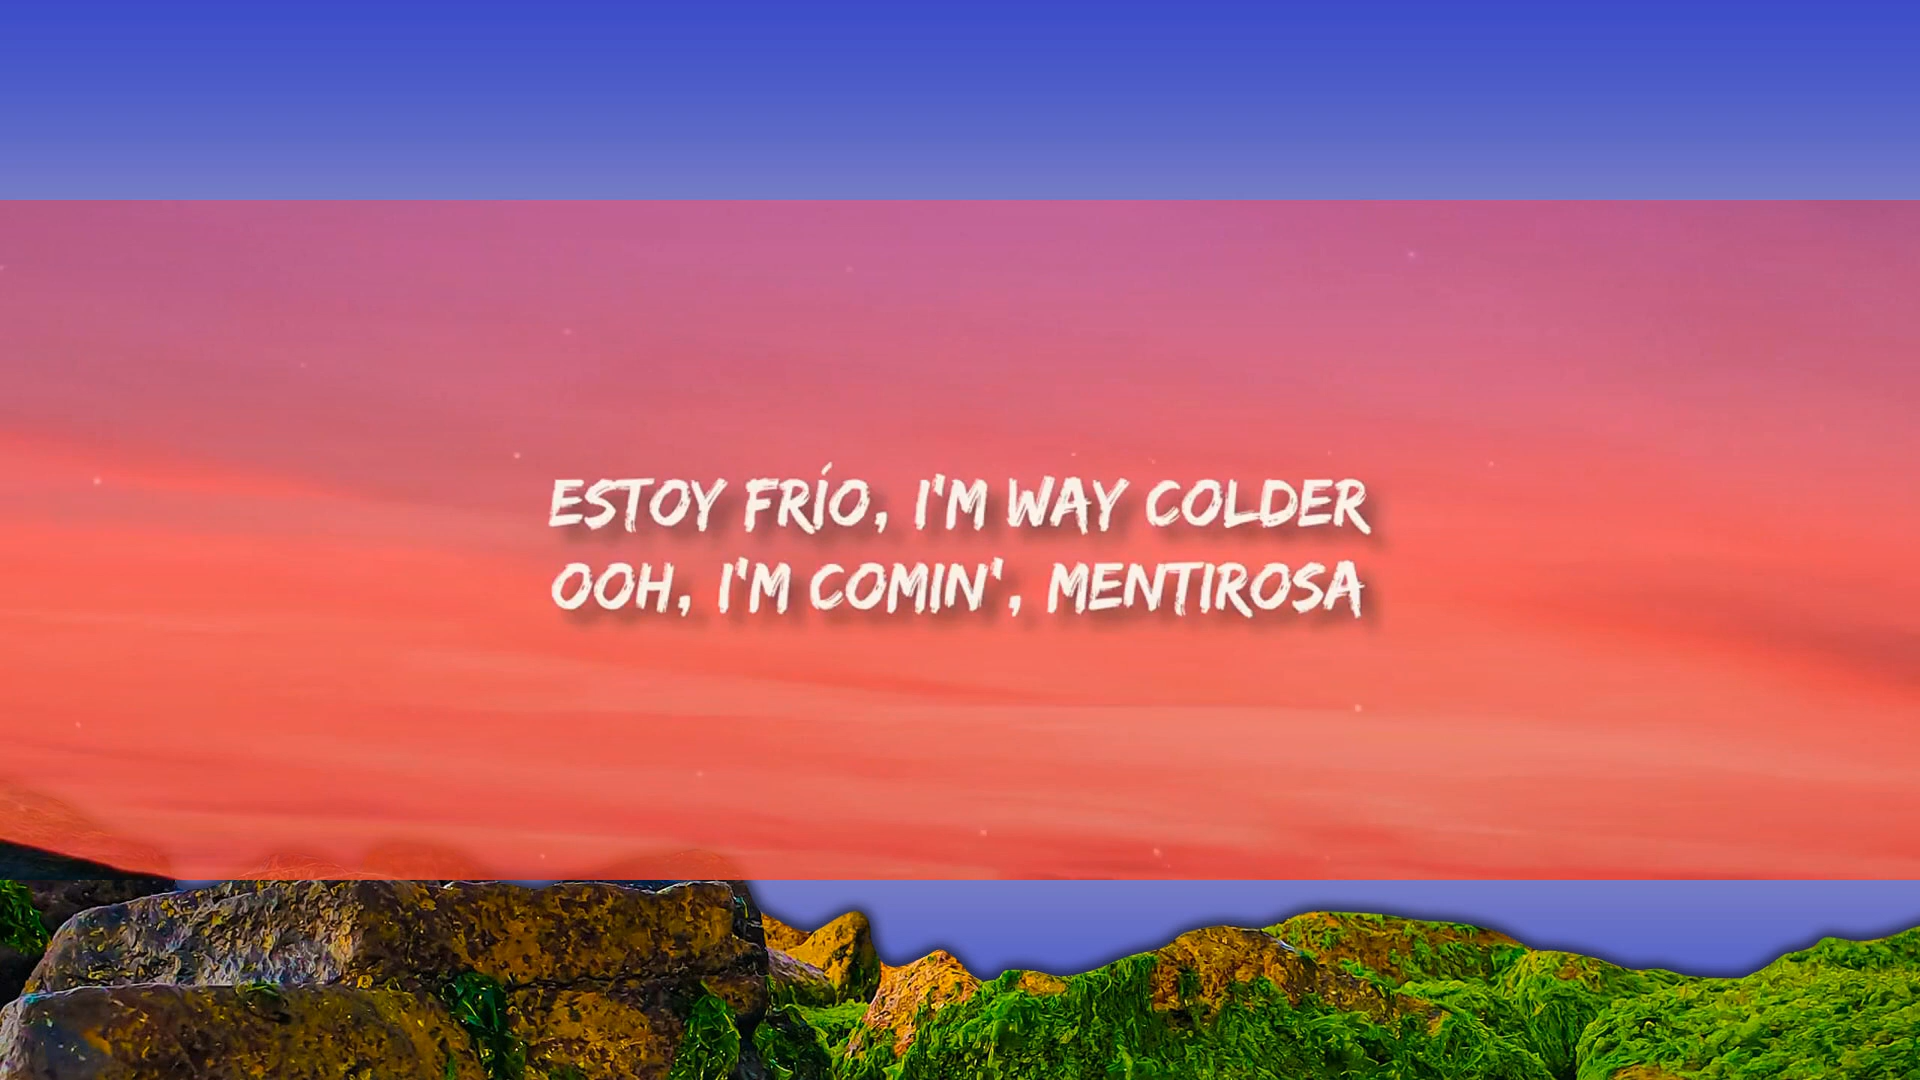 ESTOY FRÍO, I'M WAY COLDER
OOH, I'M COMIN', MENTIROSA